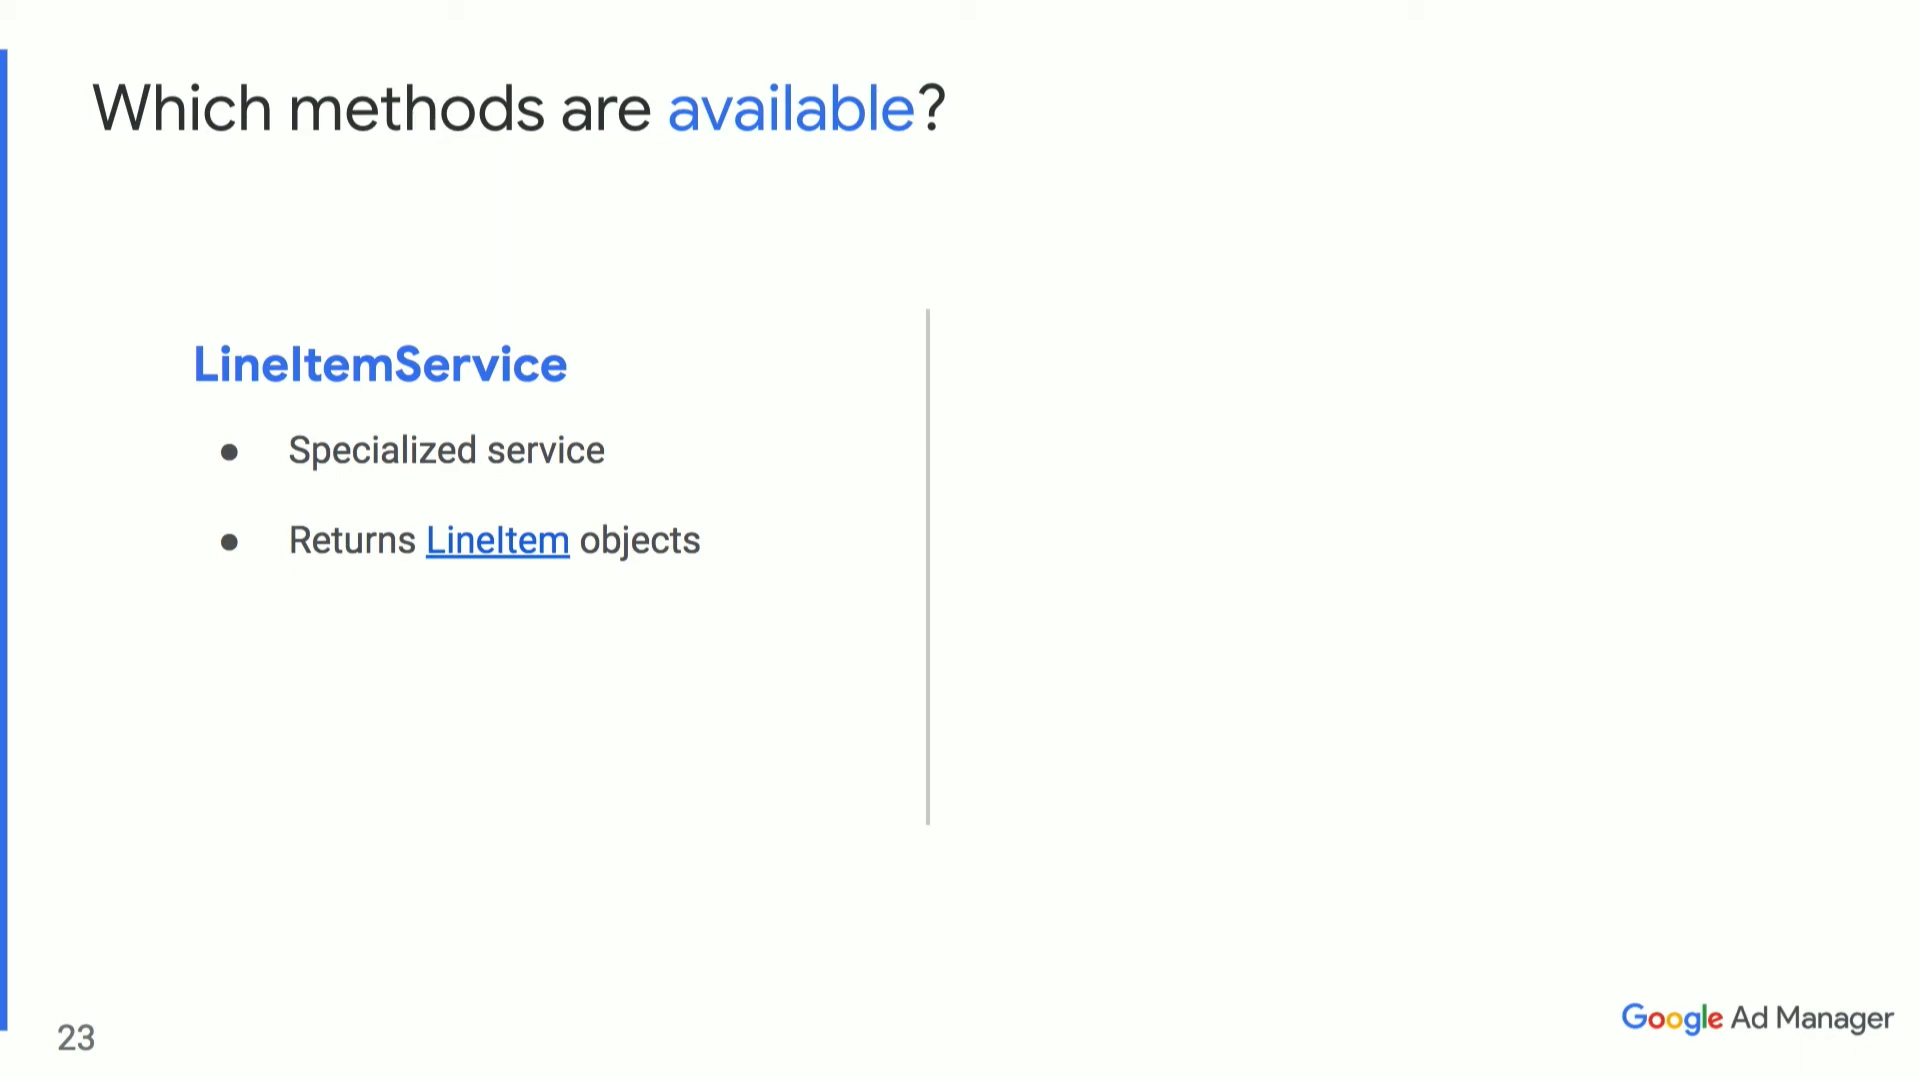 Which methods are available?
LineItemService
● Specialized service
● Returns LineItem objects
23
Google Ad Manager